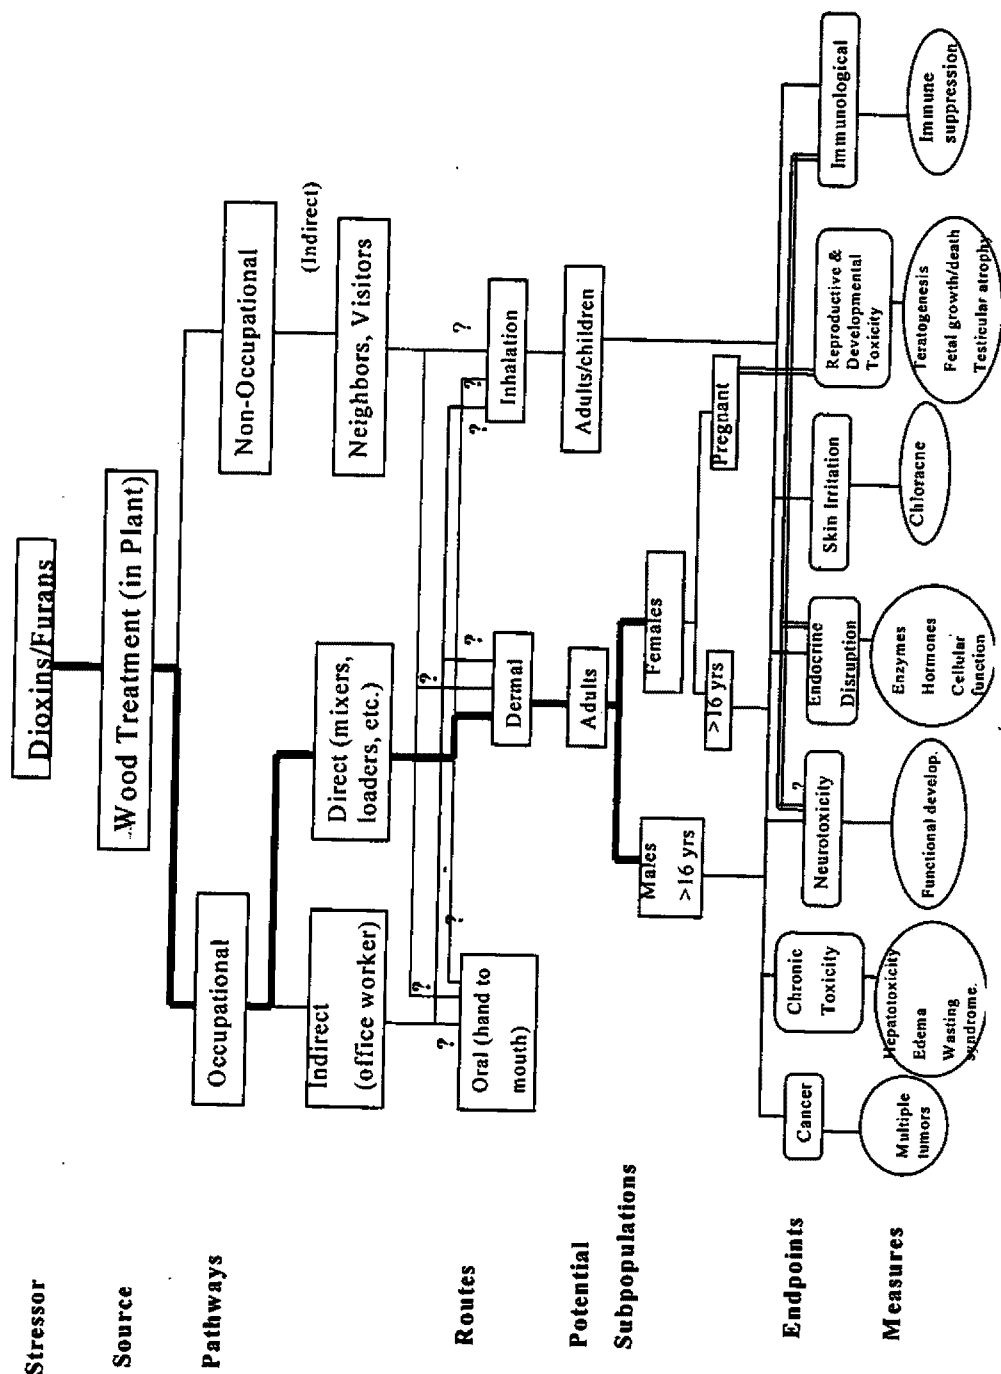 Stressor
Dioxins/Furans
Source
Wood Treatment (in Plant)
Pathways
Occupational
Non-Occupational
(Indirect)
Indirect
(office worker)
Direct (mixers,
loaders, etc.)
Neighbors, Visitors
?
?
?
?
?
?
?
?
Routes
Oral (hand to
mouth)
Dermal
Inhalation
Potential
Subpopulations
Adults
Adults/children
Males
>16 yrs
Females
>16 yrs
Pregnant
Endpoints
Cancer
Chronic
Toxicity
?
Neurotoxicity
Endocrine
Disruption
Skin Irritation
Reproductive &
Developmental
Toxicity
Immunological
Measures
Multiple
tumors
Hepatotoxicity
Edema
Wasting
syndrome.
Functional develop.
Enzymes
Hormones
Cellular
function
Chloracne
Teratogenesis
Fetal growth/death
Testicular atrophy
Immune
suppression